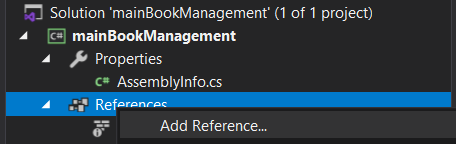 Solution 'mainBookManagement' (1 of 1 project)
C# mainBookManagement
Properties
C# AssemblyInfo.cs
References
Add Reference...